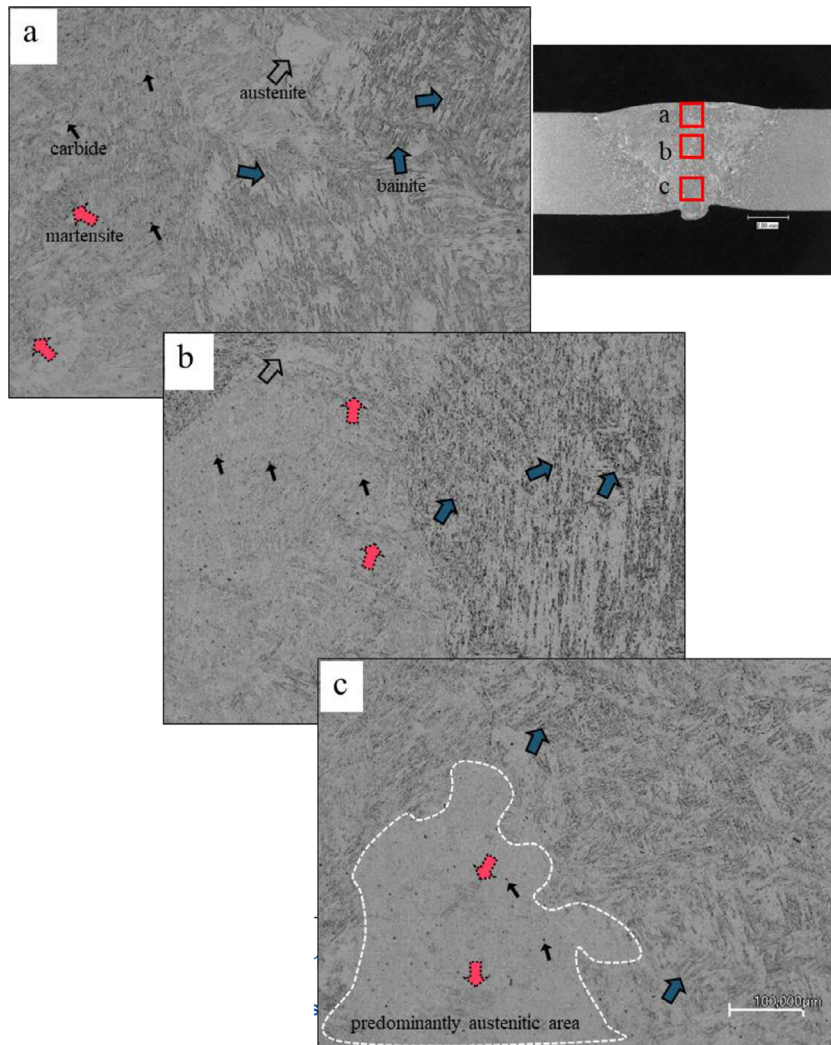 a
austenite
carbide
bainite
martensite
a
b
c
b
c
predominantly austenitic area
100,000μm